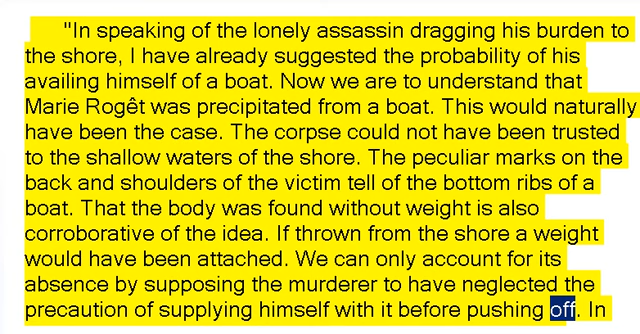 "In speaking of the lonely assassin dragging his burden to
the shore, I have already suggested the probability of his
availing himself of a boat. Now we are to understand that
Marie Rogêt was precipitated from a boat. This would naturally
have been the case. The corpse could not have been trusted
to the shallow waters of the shore. The peculiar marks on the
back and shoulders of the victim tell of the bottom ribs of a
boat. That the body was found without weight is also
corroborative of the idea. If thrown from the shore a weight
would have been attached. We can only account for its
absence by supposing the murderer to have neglected the
precaution of supplying himself with it before pushing off. In